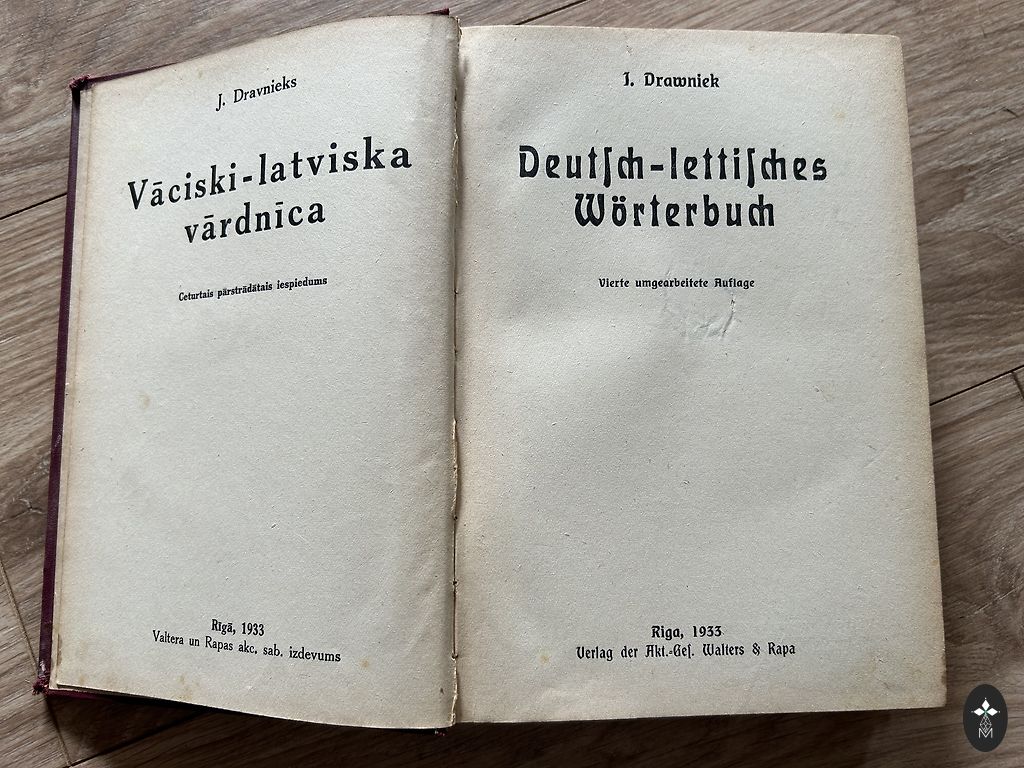 J. Dravnieks
Vāciski-latviska
vārdnīca
Ceturtais pārstrādātais iespiedums
Rīgā, 1933
Valtera un Rapas akc. sab. izdevums
J. Drawniek
Deutſch-lettiſches
Wörterbuch
Vierte umgearbeitete Auflage
Riga, 1933
Verlag der Akt.-Geſ. Walters & Rapa
M